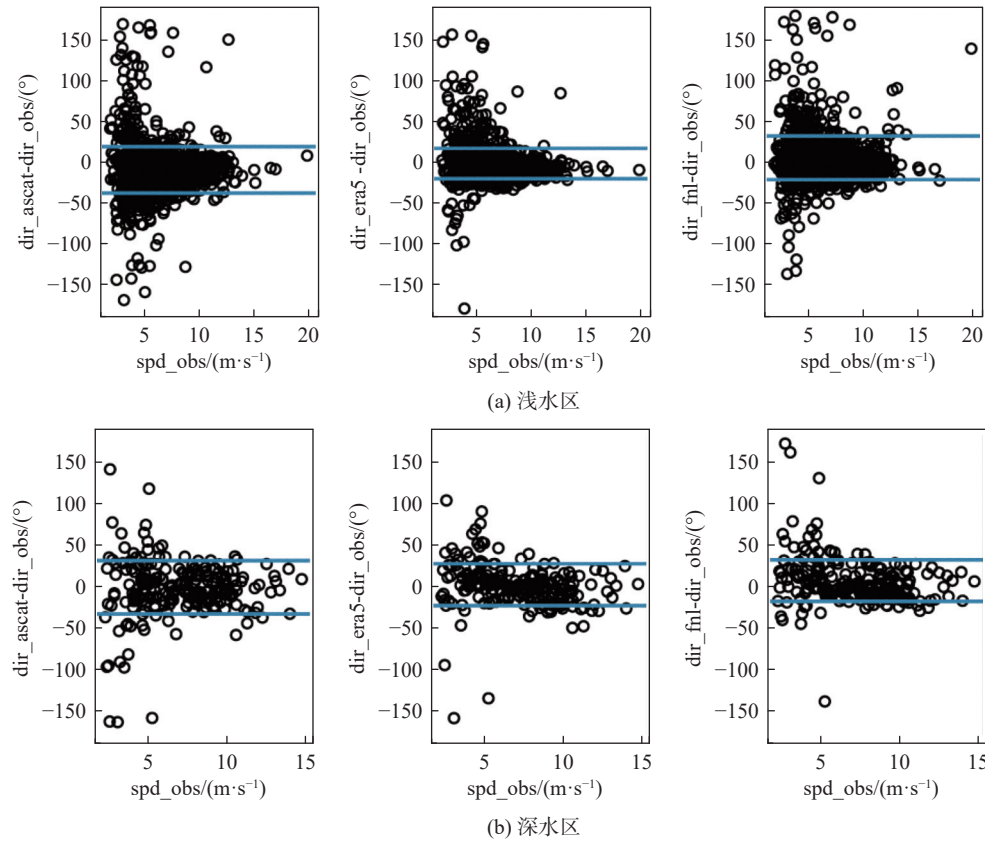 dir_ascat-dir_obs/(°)
150
100
50
0
−50
−100
−150
5 10 15 20
spd_obs/(m·s⁻¹)
dir_era5 -dir_obs/(°)
150
100
50
0
−50
−100
−150
5 10 15 20
spd_obs/(m·s⁻¹)
dir_fnl-dir_obs/(°)
150
100
50
0
−50
−100
−150
5 10 15 20
spd_obs/(m·s⁻¹)
(a) 浅水区
dir_ascat-dir_obs/(°)
150
100
50
0
−50
−100
−150
5 10 15
spd_obs/(m·s⁻¹)
dir_era5-dir_obs/(°)
150
100
50
0
−50
−100
−150
5 10 15
spd_obs/(m·s⁻¹)
dir_fnl-dir_obs/(°)
150
100
50
0
−50
−100
−150
5 10 15
spd_obs/(m·s⁻¹)
(b) 深水区